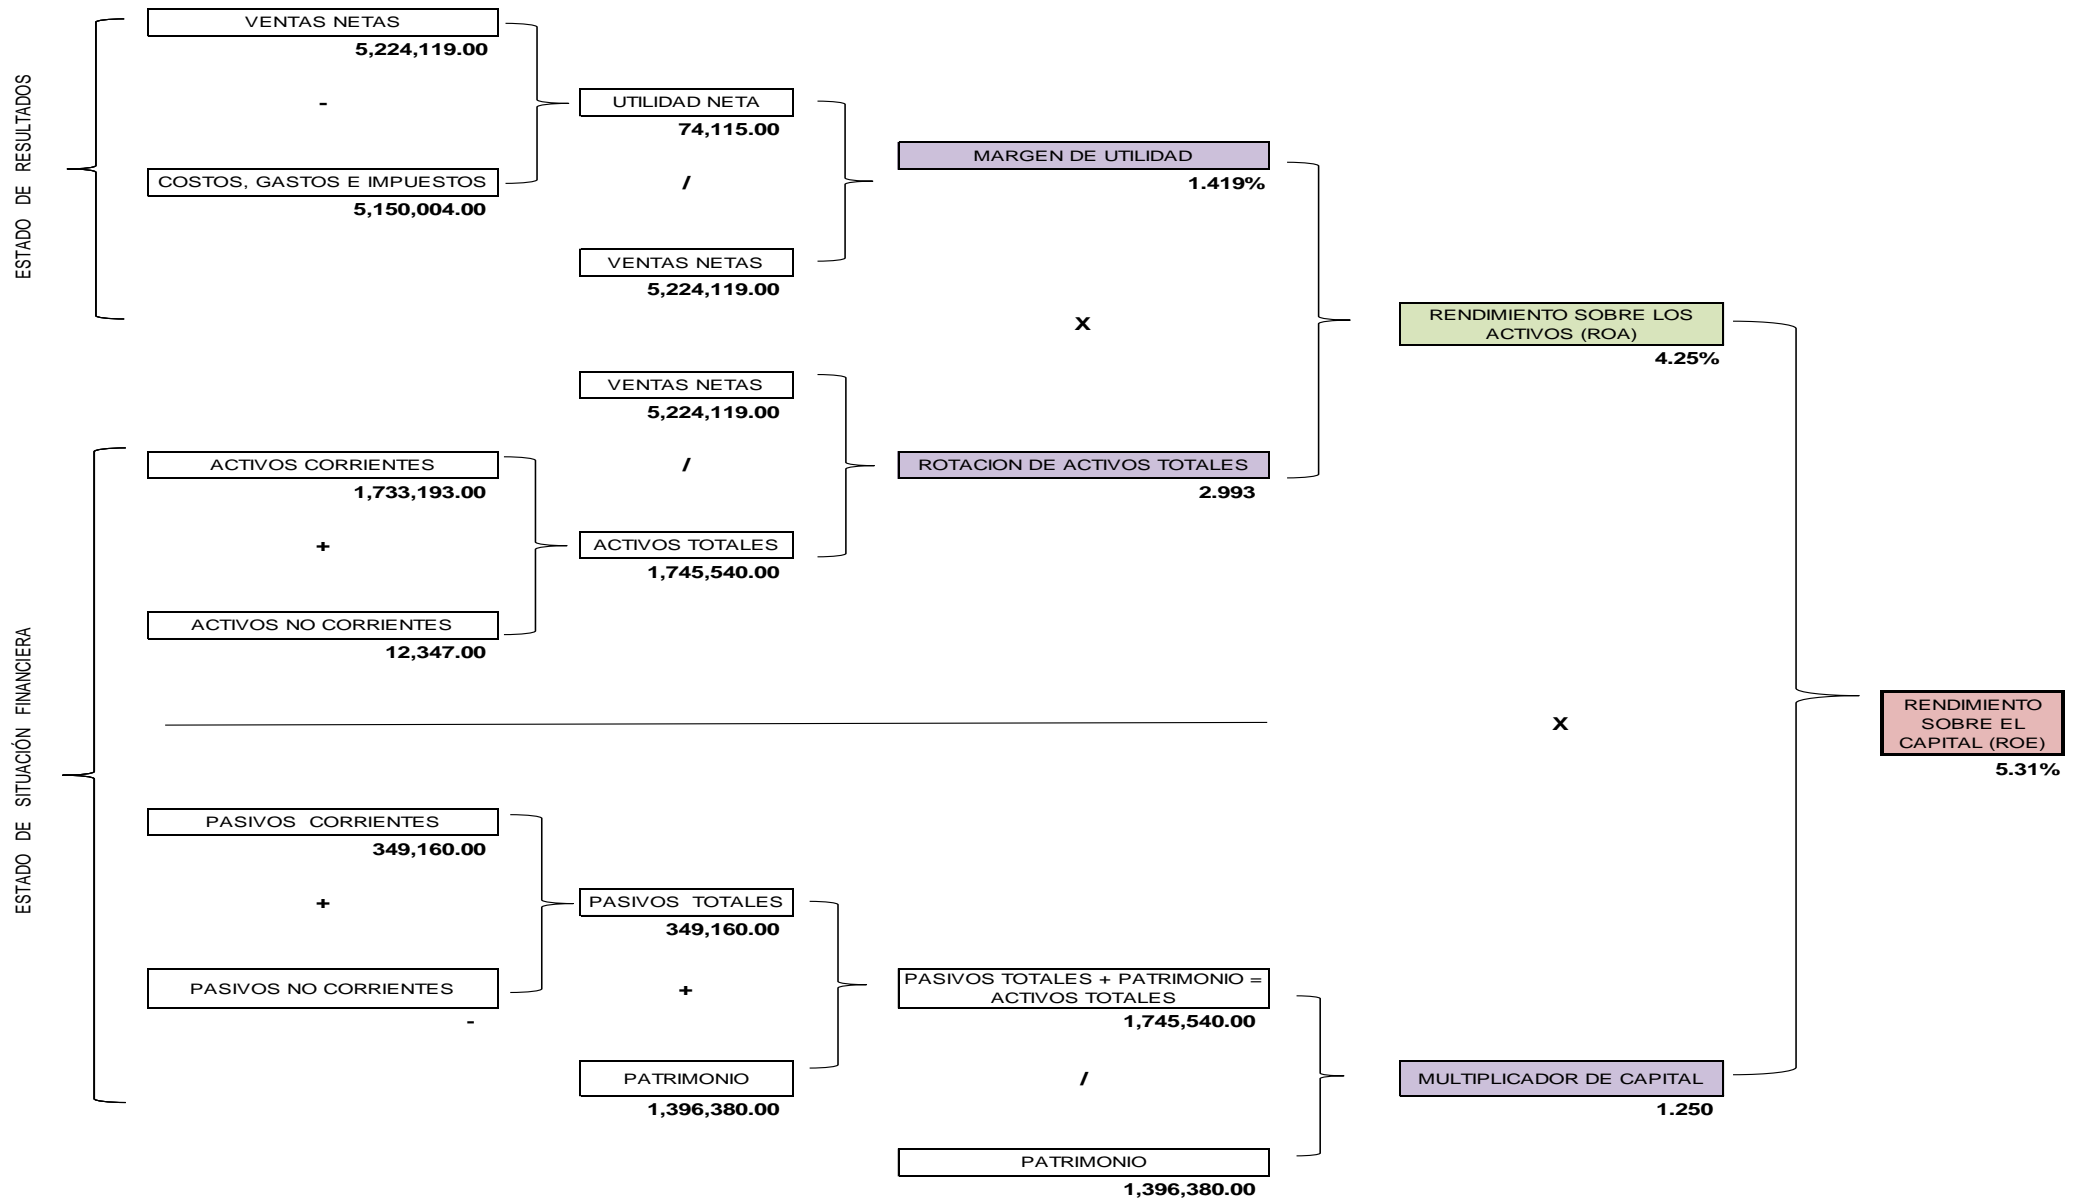 ESTADO DE RESULTADOS
VENTAS NETAS
5,224,119.00
-
COSTOS, GASTOS E IMPUESTOS
5,150,004.00
UTILIDAD NETA
74,115.00
/
VENTAS NETAS
5,224,119.00
MARGEN DE UTILIDAD
1.419%
X
RENDIMIENTO SOBRE LOS
ACTIVOS (ROA)
4.25%
ESTADO DE SITUACIÓN FINANCIERA
VENTAS NETAS
5,224,119.00
/
ACTIVOS CORRIENTES
1,733,193.00
+
ACTIVOS NO CORRIENTES
12,347.00
ACTIVOS TOTALES
1,745,540.00
ROTACION DE ACTIVOS TOTALES
2.993
X
RENDIMIENTO
SOBRE EL
CAPITAL (ROE)
5.31%
PASIVOS CORRIENTES
349,160.00
+
PASIVOS NO CORRIENTES
-
PASIVOS TOTALES
349,160.00
+
PATRIMONIO
1,396,380.00
PASIVOS TOTALES + PATRIMONIO =
ACTIVOS TOTALES
1,745,540.00
/
PATRIMONIO
1,396,380.00
MULTIPLICADOR DE CAPITAL
1.250